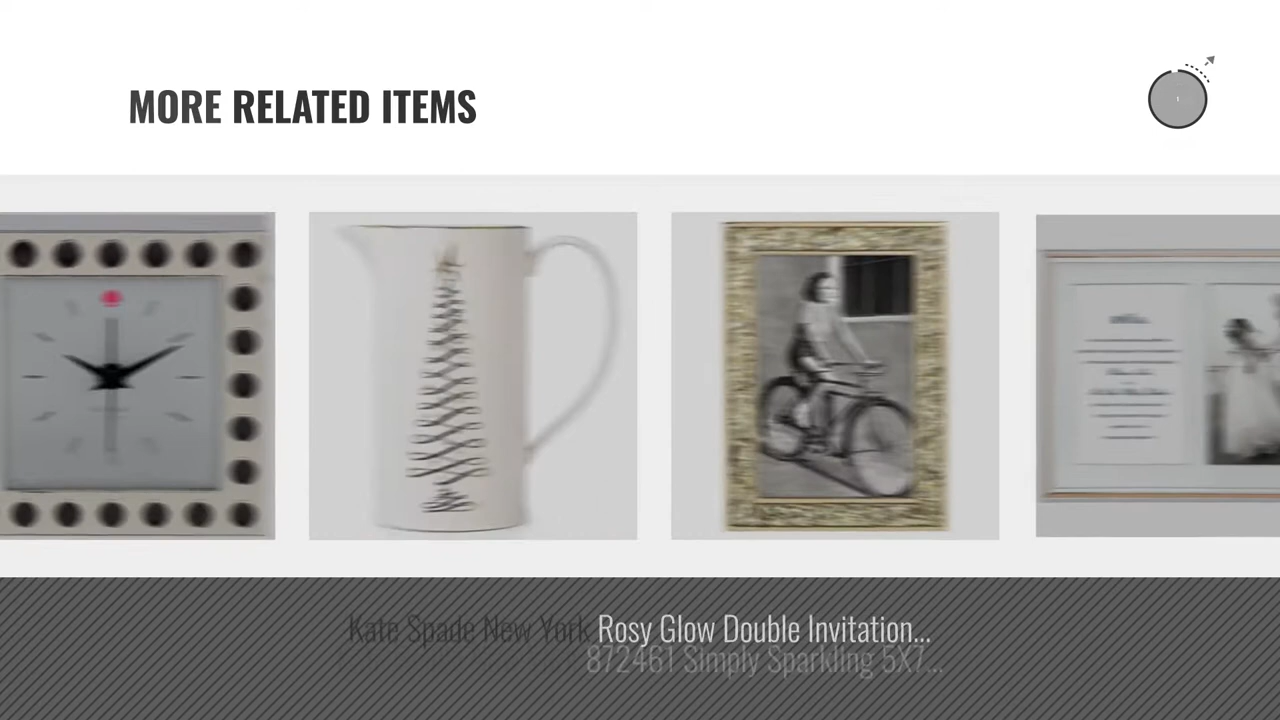 MORE RELATED ITEMS
Kate Spade New York Rosy Glow Double Invitation...
872461 Simply Sparkling 5X7...